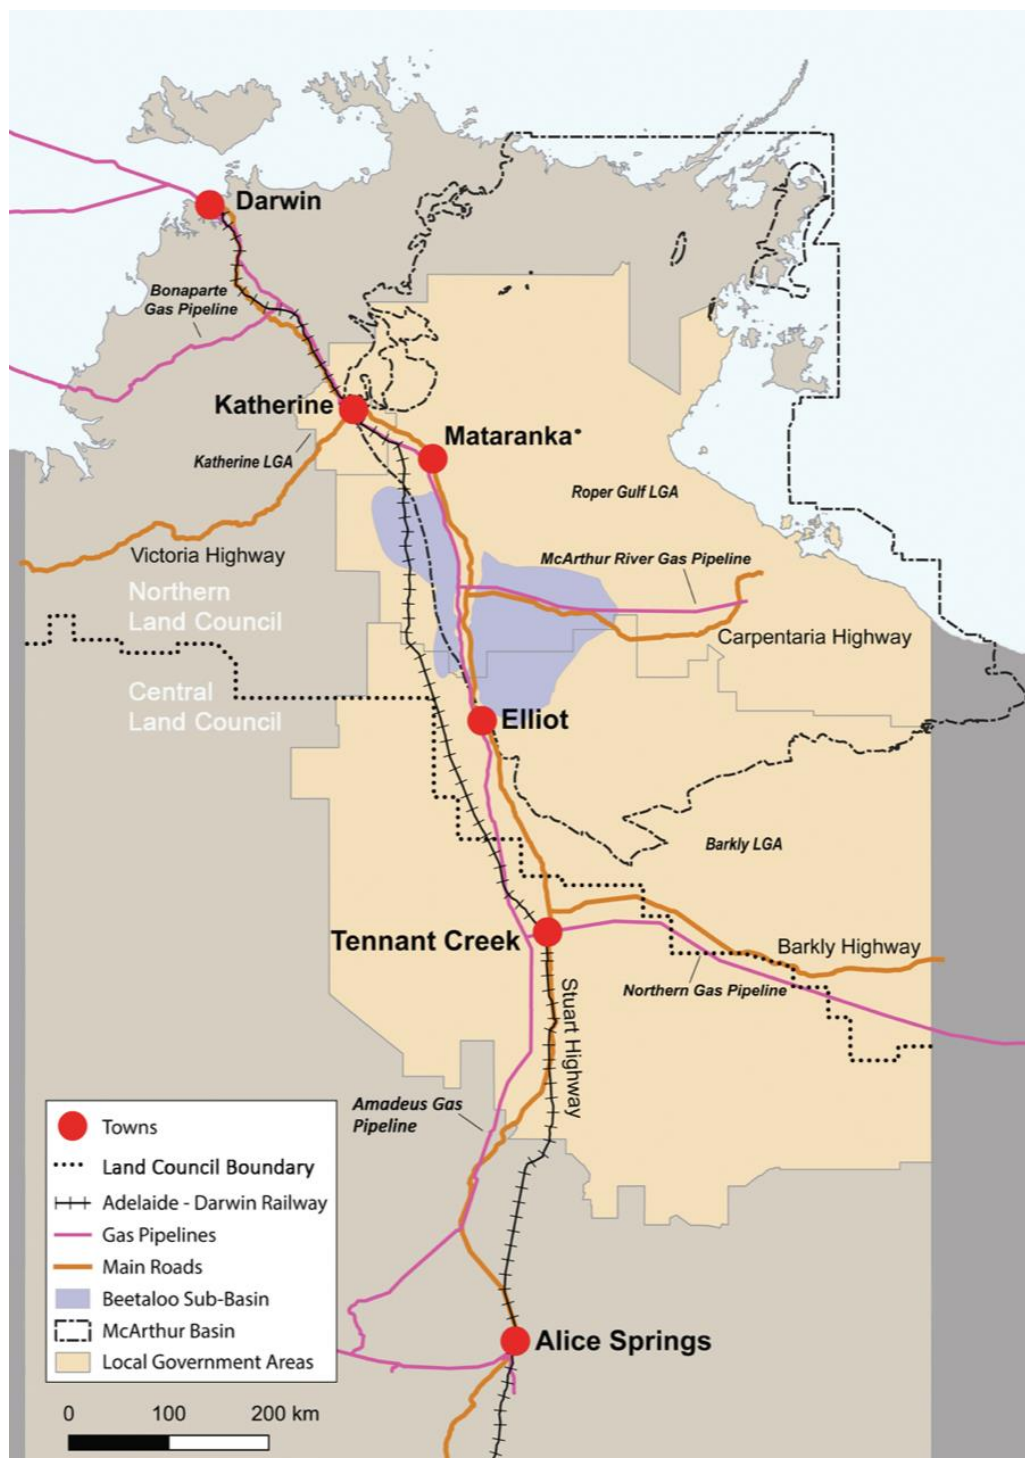 Darwin
Bonaparte
Gas Pipeline
Katherine
Mataranka
Katherine LGA
Roper Gulf LGA
Victoria Highway
McArthur River Gas Pipeline
Northern
Land Council
Carpentaria Highway
Central
Land Council
Elliot
Barkly LGA
Tennant Creek
Barkly Highway
Northern Gas Pipeline
Stuart Highway
Amadeus Gas
Pipeline
Towns
Land Council Boundary
Adelaide - Darwin Railway
Gas Pipelines
Main Roads
Beetaloo Sub-Basin
McArthur Basin
Local Government Areas
Alice Springs
0 100 200 km